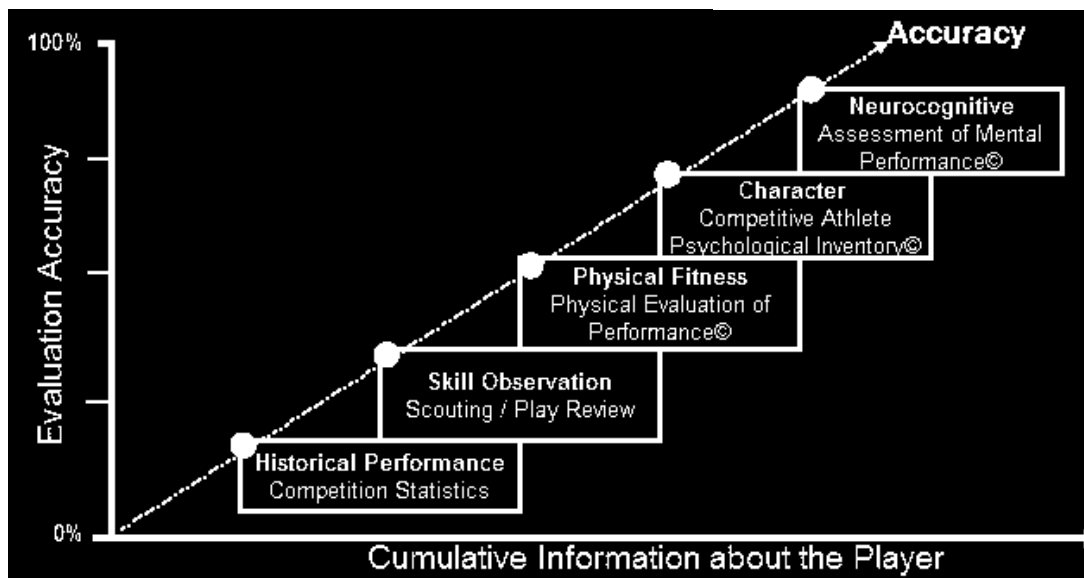 100%
Accuracy
Neurocognitive
Assessment of Mental
Performance©
Character
Competitive Athlete
Psychological Inventory©
Physical Fitness
Physical Evaluation of
Performance©
Skill Observation
Scouting / Play Review
Historical Performance
Competition Statistics
Evaluation Accuracy
0%
Cumulative Information about the Player